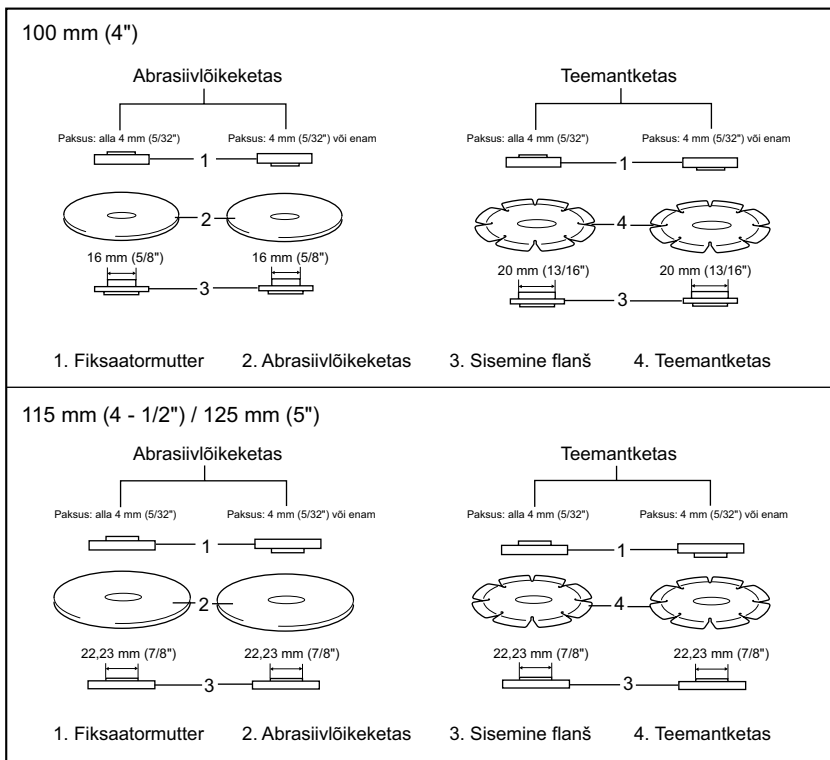 100 mm (4")
Abrasiivlõikeketas Teemantketas
Paksus: alla 4 mm (5/32") Paksus: 4 mm (5/32") või enam Paksus: alla 4 mm (5/32") Paksus: 4 mm (5/32") või enam
1 1
2 4
16 mm (5/8") 16 mm (5/8") 20 mm (13/16") 20 mm (13/16")
3 3
1. Fiksaatormutter 2. Abrasiivlõikeketas 3. Sisemine flanš 4. Teemantketas
115 mm (4 - 1/2") / 125 mm (5")
Abrasiivlõikeketas Teemantketas
Paksus: alla 4 mm (5/32") Paksus: 4 mm (5/32") või enam Paksus: alla 4 mm (5/32") Paksus: 4 mm (5/32") või enam
1 1
2 4
22,23 mm (7/8") 22,23 mm (7/8") 22,23 mm (7/8") 22,23 mm (7/8")
3 3
1. Fiksaatormutter 2. Abrasiivlõikeketas 3. Sisemine flanš 4. Teemantketas